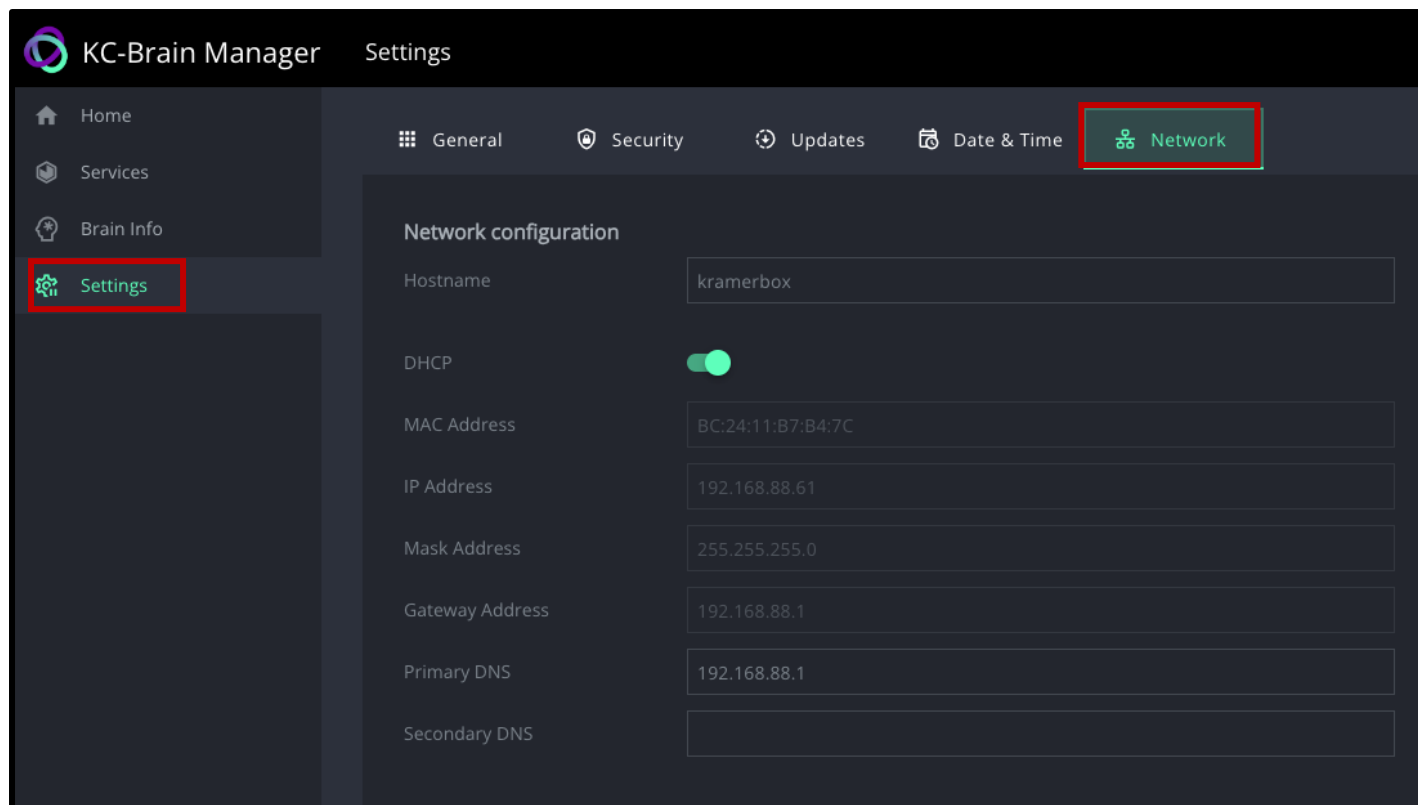 KC-Brain Manager
Settings
Home
Services
Brain Info
Settings
General
Security
Updates
Date & Time
Network
Network configuration
Hostname
kramerbox
DHCP
MAC Address
BC:24:11:B7:B4:7C
IP Address
192.168.88.61
Mask Address
255.255.255.0
Gateway Address
192.168.88.1
Primary DNS
192.168.88.1
Secondary DNS